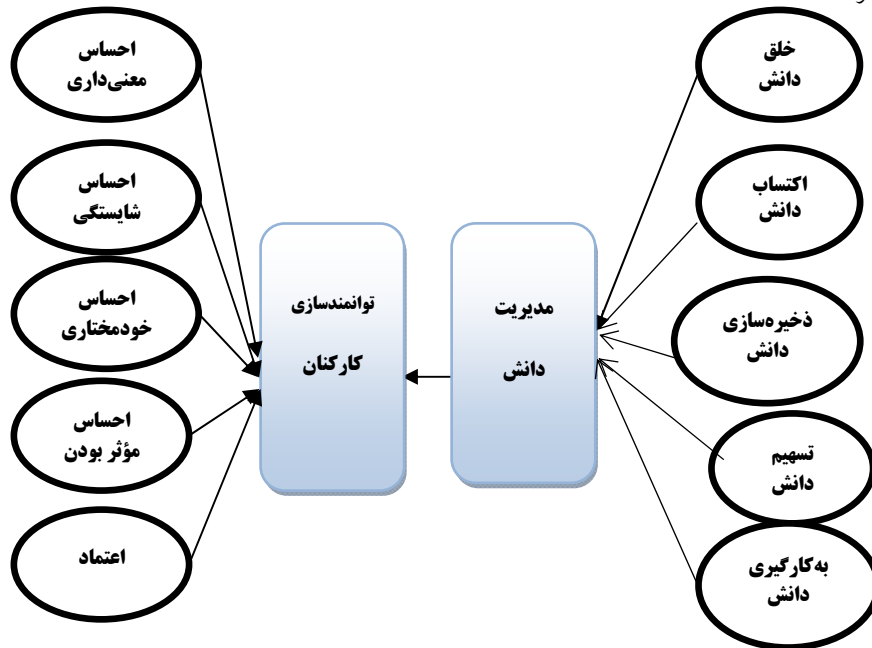 خلق
دانش
اکتساب
دانش
ذخیره‌سازی
دانش
تسهیم
دانش
به‌کارگیری
دانش
مدیریت
دانش
توانمندسازی
کارکنان
احساس
معنی‌داری
احساس
شایستگی
احساس
خودمختاری
احساس
مؤثر بودن
اعتماد